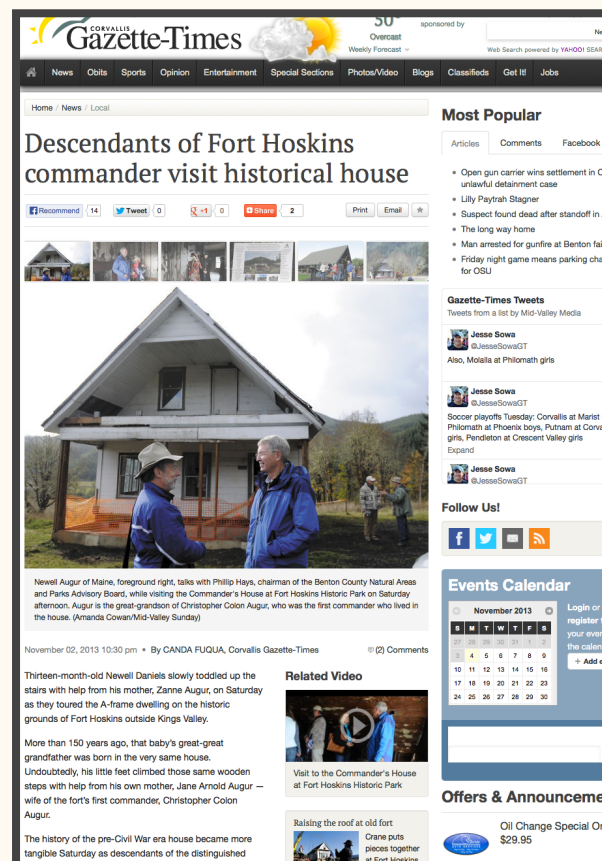 CORVALLIS
Gazette-Times
50°
Overcast
Weekly Forecast
sponsored by
Web Search powered by YAHOO! SEAR
News Obits Sports Opinion Entertainment Special Sections Photos/Video Blogs Classifieds Get It! Jobs
Home / News / Local
Descendants of Fort Hoskins
commander visit historical house
Recommend 14 Tweet 0 +1 0 Share 2 Print Email
Newell Augur of Maine, foreground right, talks with Phillip Hays, chairman of the Benton County Natural Areas
and Parks Advisory Board, while visiting the Commander's House at Fort Hoskins Historic Park on Saturday
afternoon. Augur is the great-grandson of Christopher Colon Augur, who was the first commander who lived in
the house. (Amanda Cowan/Mid-Valley Sunday)
November 02, 2013 10:30 pm • By CANDA FUQUA, Corvallis Gazette-Times
(2) Comments
Thirteen-month-old Newell Daniels slowly toddled up the
stairs with help from his mother, Zanne Augur, on Saturday
as they toured the A-frame dwelling on the historic
grounds of Fort Hoskins outside Kings Valley.
More than 150 years ago, that baby's great-great
grandfather was born in the very same house.
Undoubtedly, his little feet climbed those same wooden
steps with help from his own mother, Jane Arnold Augur —
wife of the fort's first commander, Christopher Colon
Augur.
The history of the pre-Civil War era house became more
tangible Saturday as descendants of the distinguished
Related Video
Visit to the Commander's House
at Fort Hoskins Historic Park
Raising the roof at old fort
Crane puts
pieces together
at Fort Hoskins
Most Popular
Articles Comments Facebook
Open gun carrier wins settlement in C
unlawful detainment case
Lilly Paytrah Stagner
Suspect found dead after standoff in
The long way home
Man arrested for gunfire at Benton fai
Friday night game means parking cha
for OSU
Gazette-Times Tweets
Tweets from a list by Mid-Valley Media
Jesse Sowa
@JesseSowaGT
Also, Molalla at Philomath girls
Jesse Sowa
@JesseSowaGT
Soccer playoffs Tuesday: Corvallis at Marist
Philomath at Phoenix boys, Putnam at Corva
girls, Pendleton at Crescent Valley girls
Expand
Jesse Sowa
@JesseSowaGT
Follow Us!
Events Calendar
November 2013
S M T W T F S
27 28 29 30 31 1 2
3 4 5 6 7 8 9
10 11 12 13 14 15 16
17 18 19 20 21 22 23
24 25 26 27 28 29 30
Login or
register
your even
the calen
+ Add e
Offers & Announceme
Oil Change Special On
$29.95